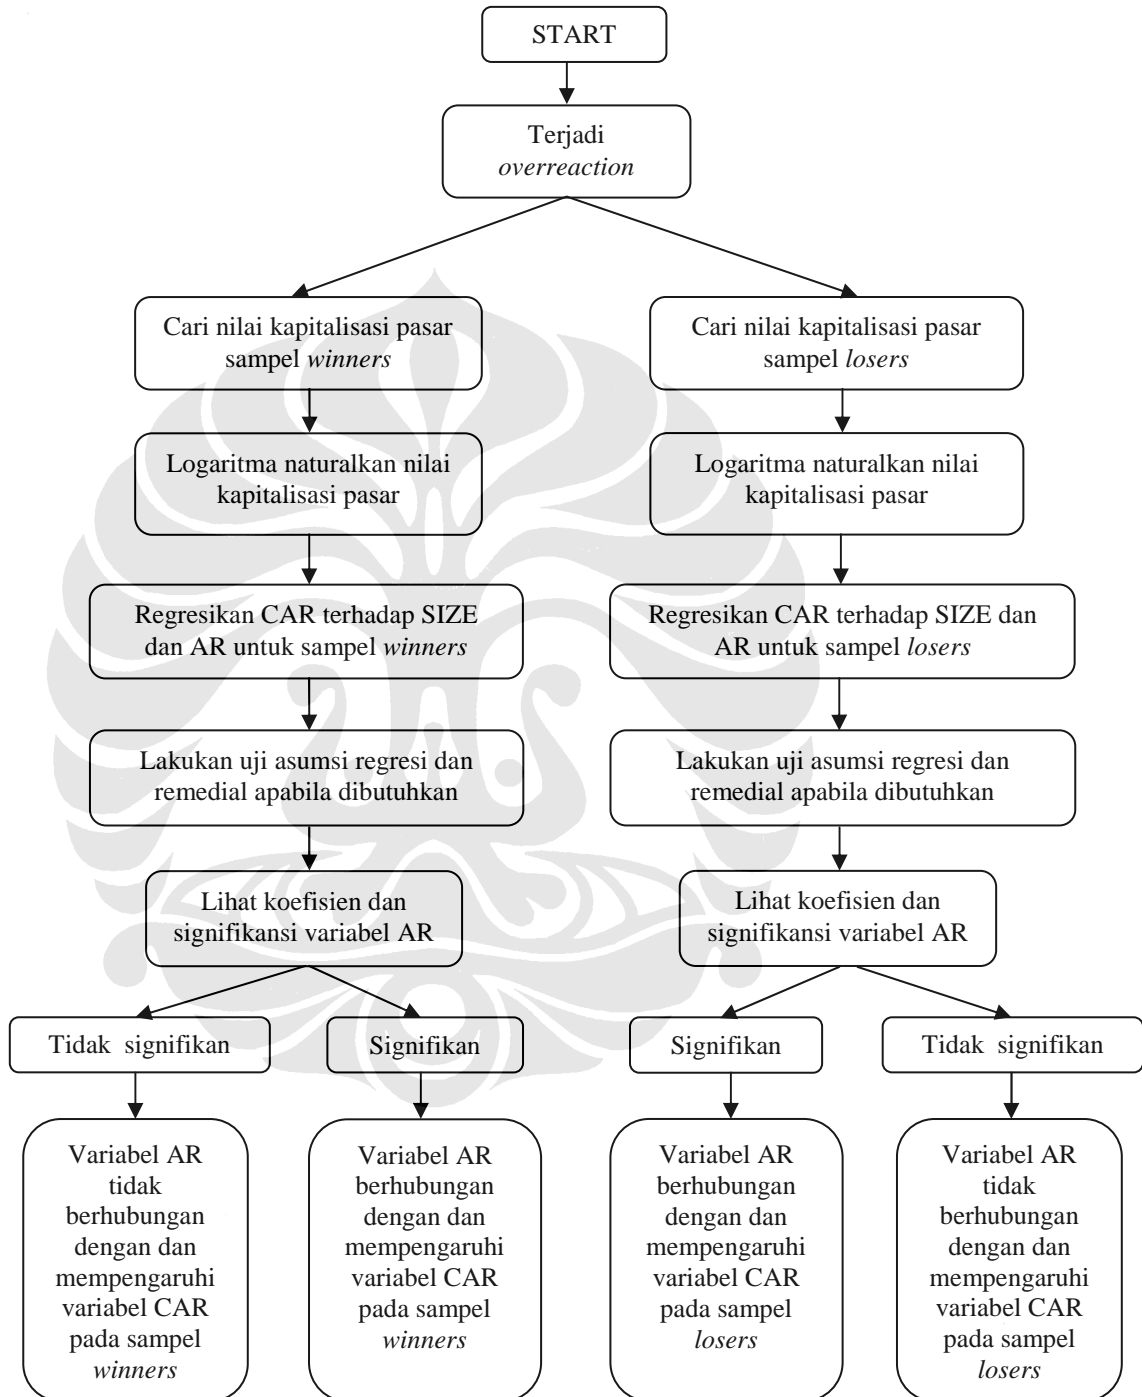 START
Terjadi
overreaction
Cari nilai kapitalisasi pasar
sampel winners
Cari nilai kapitalisasi pasar
sampel losers
Logaritma naturalkan nilai
kapitalisasi pasar
Logaritma naturalkan nilai
kapitalisasi pasar
Regresikan CAR terhadap SIZE
dan AR untuk sampel winners
Regresikan CAR terhadap SIZE dan
AR untuk sampel losers
Lakukan uji asumsi regresi dan
remedial apabila dibutuhkan
Lakukan uji asumsi regresi dan
remedial apabila dibutuhkan
Lihat koefisien dan
signifikansi variabel AR
Lihat koefisien dan
signifikansi variabel AR
Tidak signifikan
Signifikan
Signifikan
Tidak signifikan
Variabel AR
tidak
berhubungan
dengan dan
mempengaruhi
variabel CAR
pada sampel
winners
Variabel AR
berhubungan
dengan dan
mempengaruhi
variabel CAR
pada sampel
winners
Variabel AR
berhubungan
dengan dan
mempengaruhi
variabel CAR
pada sampel
losers
Variabel AR
tidak
berhubungan
dengan dan
mempengaruhi
variabel CAR
pada sampel
losers